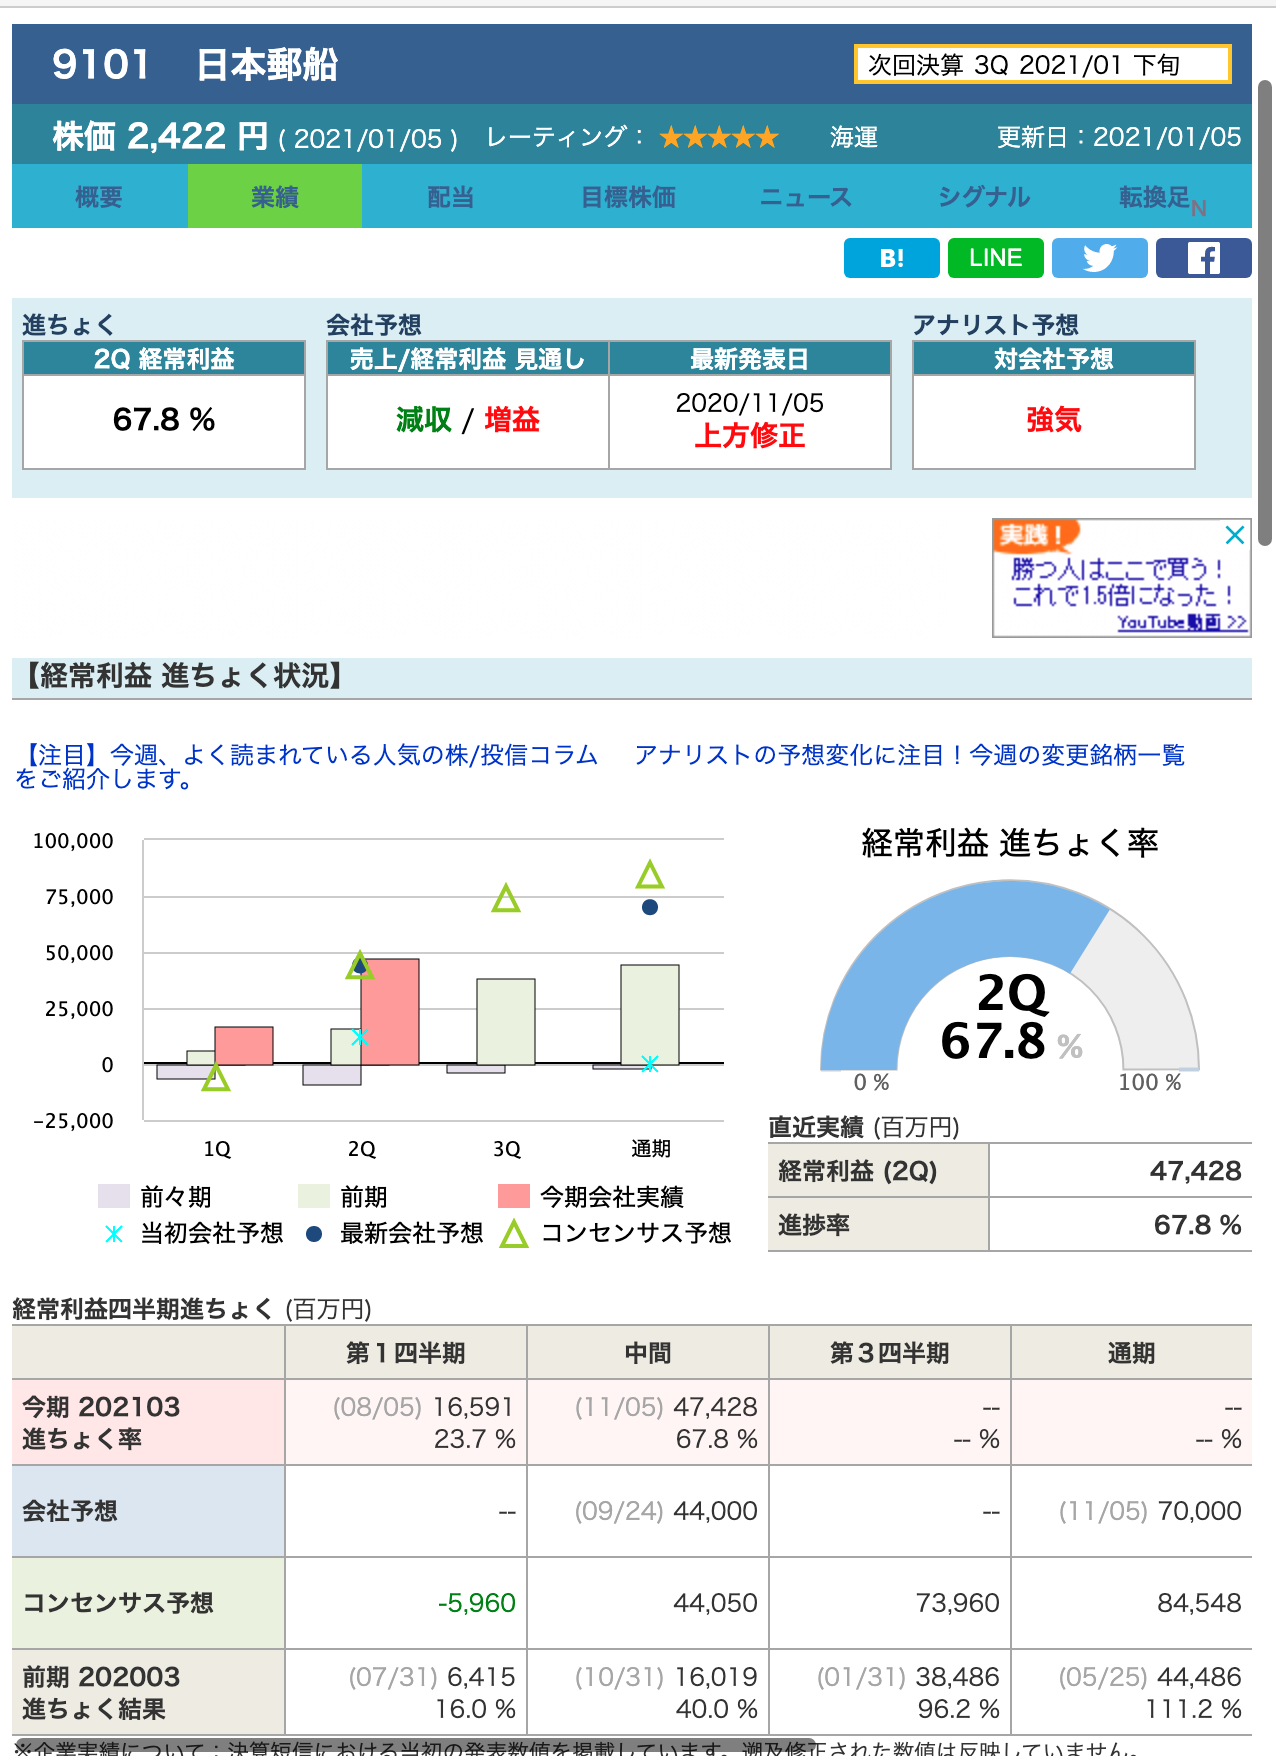 9101 日本郵船
次回決算 3Q 2021/01 下旬
株価 2,422 円 ( 2021/01/05 ) レーティング： ★★★★★ 海運 更新日：2021/01/05
概要 業績 配当 目標株価 ニュース シグナル 転換足N
B! LINE
進ちょく 会社予想 アナリスト予想
2Q 経常利益 売上/経常利益 見通し 最新発表日 対会社予想
67.8 % 減収 / 増益 2020/11/05 強気
上方修正
実践！
勝つ人はここで買う！
これで1.5倍になった！
YouTube動画 >>
【経常利益 進ちょく状況】
【注目】今週、よく読まれている人気の株/投信コラム アナリストの予想変化に注目！今週の変更銘柄一覧
をご紹介します。
経常利益 進ちょく率
100,000
75,000
50,000
25,000
0
-25,000
1Q 2Q 3Q 通期
前々期 前期 今期会社実績
当初会社予想 最新会社予想 コンセンサス予想
2Q
67.8 %
0 % 100 %
直近実績 (百万円)
経常利益 (2Q) 47,428
進捗率 67.8 %
経常利益四半期進ちょく (百万円)
第１四半期 中間 第３四半期 通期
今期 202103 (08/05) 16,591 (11/05) 47,428 -- --
進ちょく率 23.7 % 67.8 % -- % -- %
会社予想 -- (09/24) 44,000 -- (11/05) 70,000
コンセンサス予想 -5,960 44,050 73,960 84,548
前期 202003 (07/31) 6,415 (10/31) 16,019 (01/31) 38,486 (05/25) 44,486
進ちょく結果 16.0 % 40.0 % 96.2 % 111.2 %
※企業実績について：決算短信における当初の発表数値を掲載しています。遡及修正された数値は反映していません。